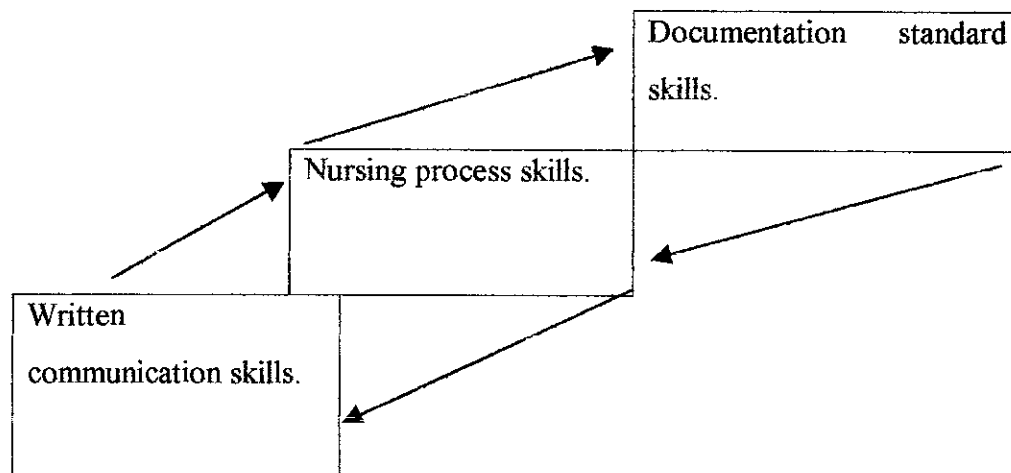 Documentation standard
skills.
Nursing process skills.
Written
communication skills.